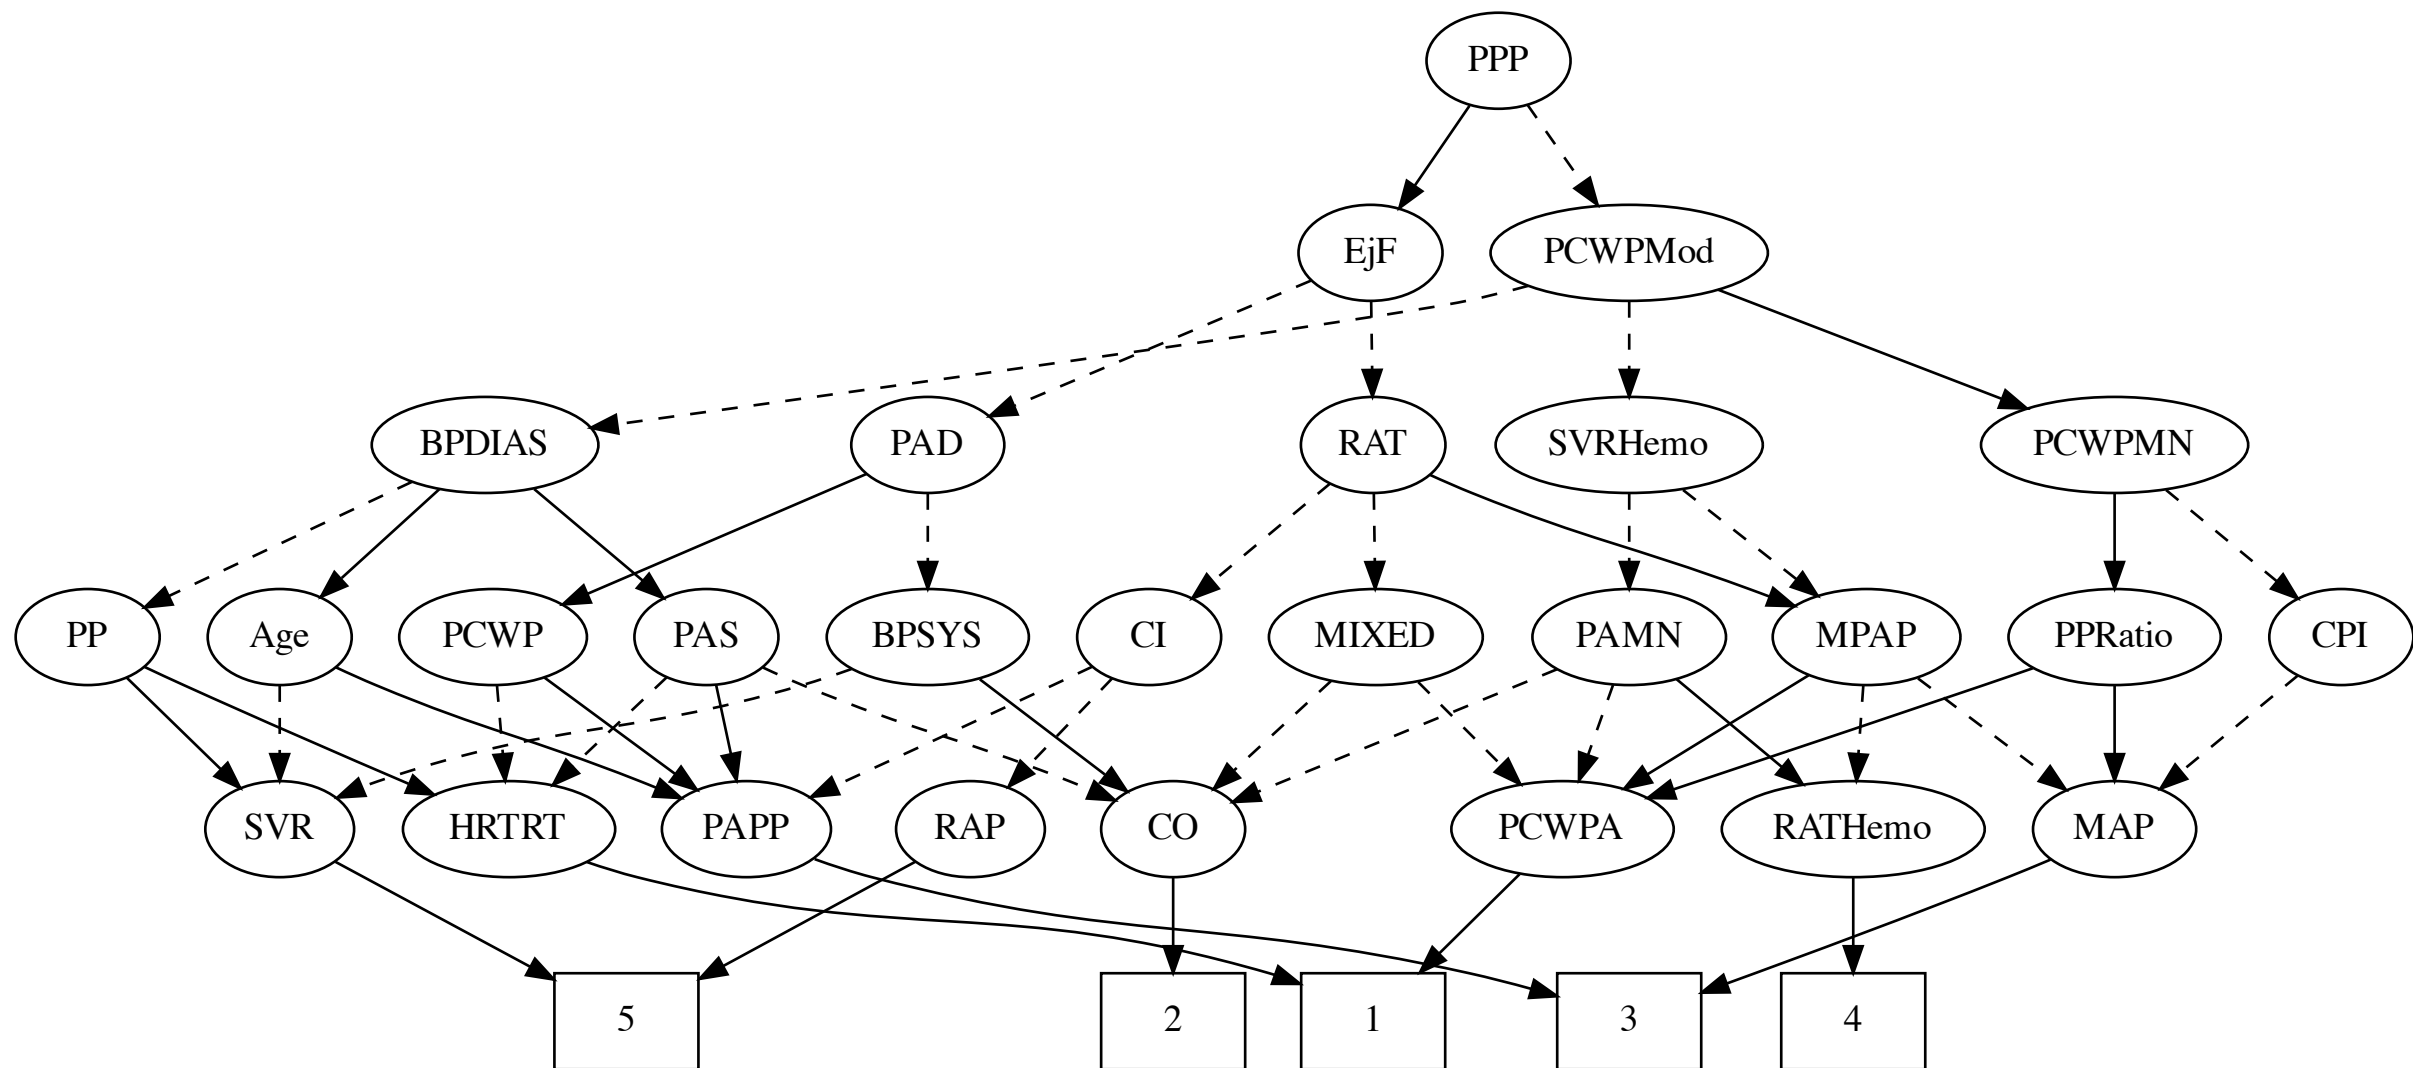 PPP
EjF
PCWPMod
BPDIAS
PAD
RAT
SVRHemo
PCWPMN
PP
Age
PCWP
PAS
BPSYS
CI
MIXED
PAMN
MPAP
PPRatio
CPI
SVR
HRTRT
PAPP
RAP
CO
PCWPA
RATHemo
MAP
5
2
1
3
4